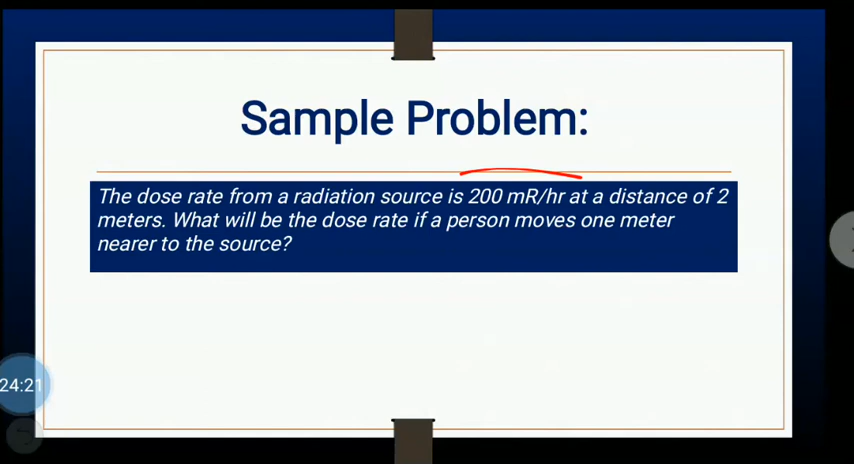 Sample Problem:
The dose rate from a radiation source is 200 mR/hr at a distance of 2
meters. What will be the dose rate if a person moves one meter
nearer to the source?
24:21